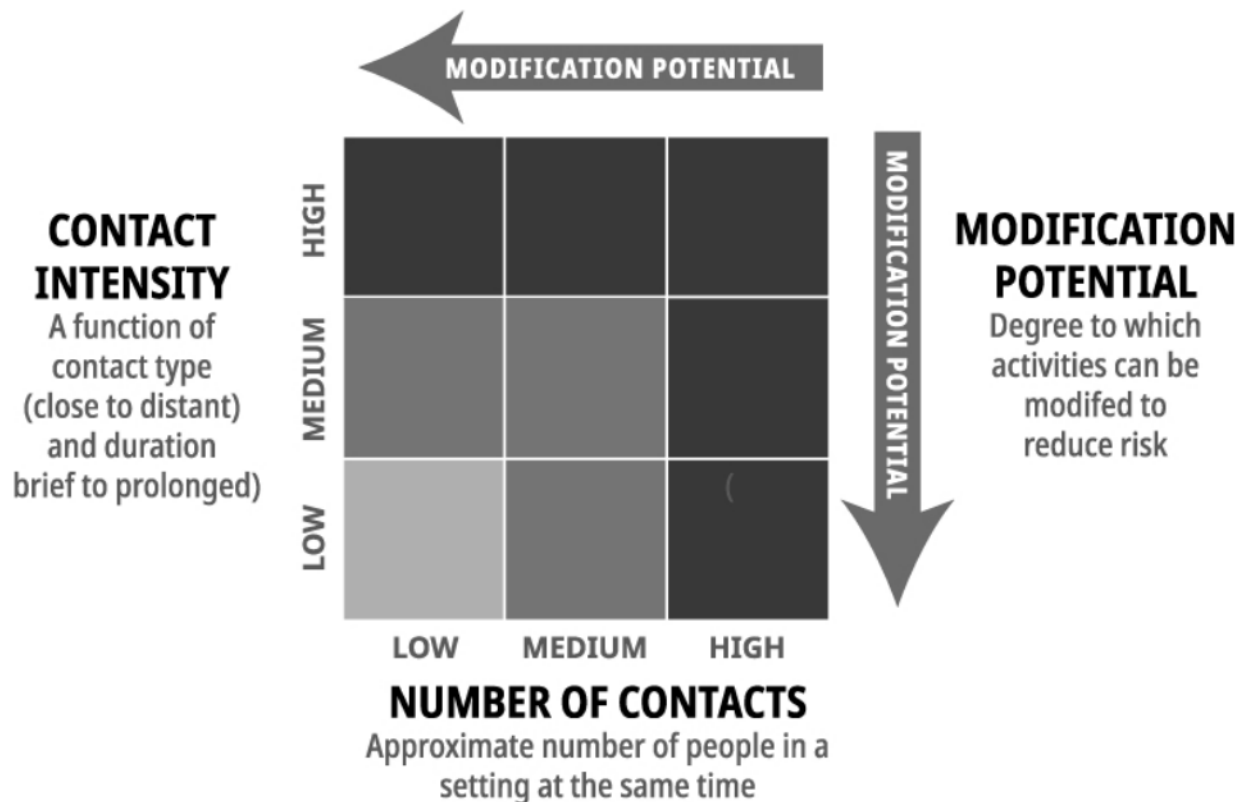 MODIFICATION POTENTIAL
CONTACT
INTENSITY
A function of
contact type
(close to distant)
and duration
brief to prolonged)
HIGH
MEDIUM
LOW
(
MODIFICATION POTENTIAL
MODIFICATION
POTENTIAL
Degree to which
activities can be
modifed to
reduce risk
LOW MEDIUM HIGH
NUMBER OF CONTACTS
Approximate number of people in a
setting at the same time